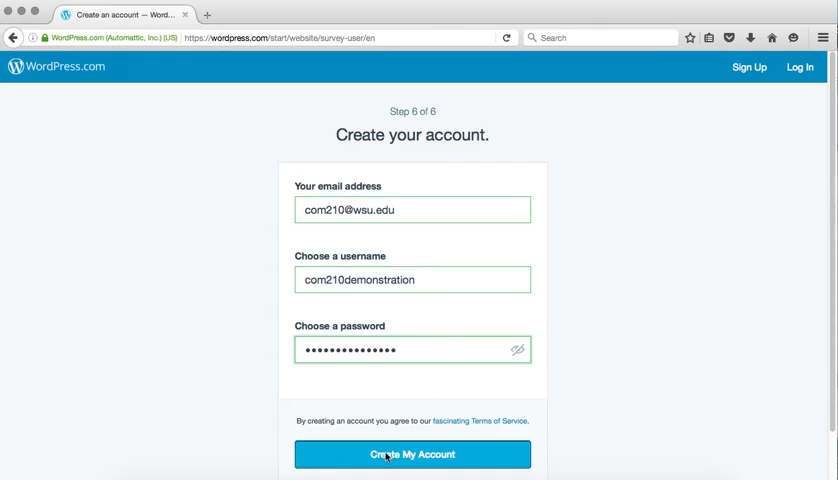 Create an account — Word...
WordPress.com (Automattic, Inc.) (US)
https://wordpress.com/start/website/survey-user/en
Search
WordPress.com
Sign Up
Log In
Step 6 of 6
Create your account.
Your email address
com210@wsu.edu
Choose a username
com210demonstration
Choose a password
•••••••••••••••
By creating an account you agree to our fascinating Terms of Service.
Create My Account